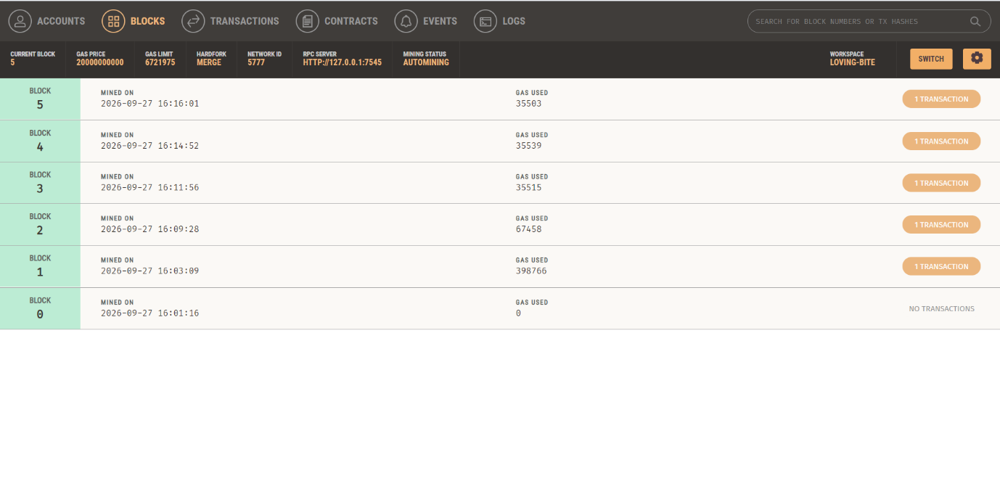 ACCOUNTS BLOCKS TRANSACTIONS CONTRACTS EVENTS LOGS SEARCH FOR BLOCK NUMBERS OR TX HASHES
CURRENT BLOCK GAS PRICE GAS LIMIT HARDFORK NETWORK ID RPC SERVER MINING STATUS WORKSPACE
5 20000000000 6721975 MERGE 5777 HTTP://127.0.0.1:7545 AUTOMINING LOVING-BITE SWITCH
BLOCK MINED ON GAS USED
5 2026-09-27 16:16:01 35503 1 TRANSACTION
BLOCK MINED ON GAS USED
4 2026-09-27 16:14:52 35539 1 TRANSACTION
BLOCK MINED ON GAS USED
3 2026-09-27 16:11:56 35515 1 TRANSACTION
BLOCK MINED ON GAS USED
2 2026-09-27 16:09:28 67458 1 TRANSACTION
BLOCK MINED ON GAS USED
1 2026-09-27 16:03:09 398766 1 TRANSACTION
BLOCK MINED ON GAS USED
0 2026-09-27 16:01:16 0 NO TRANSACTIONS